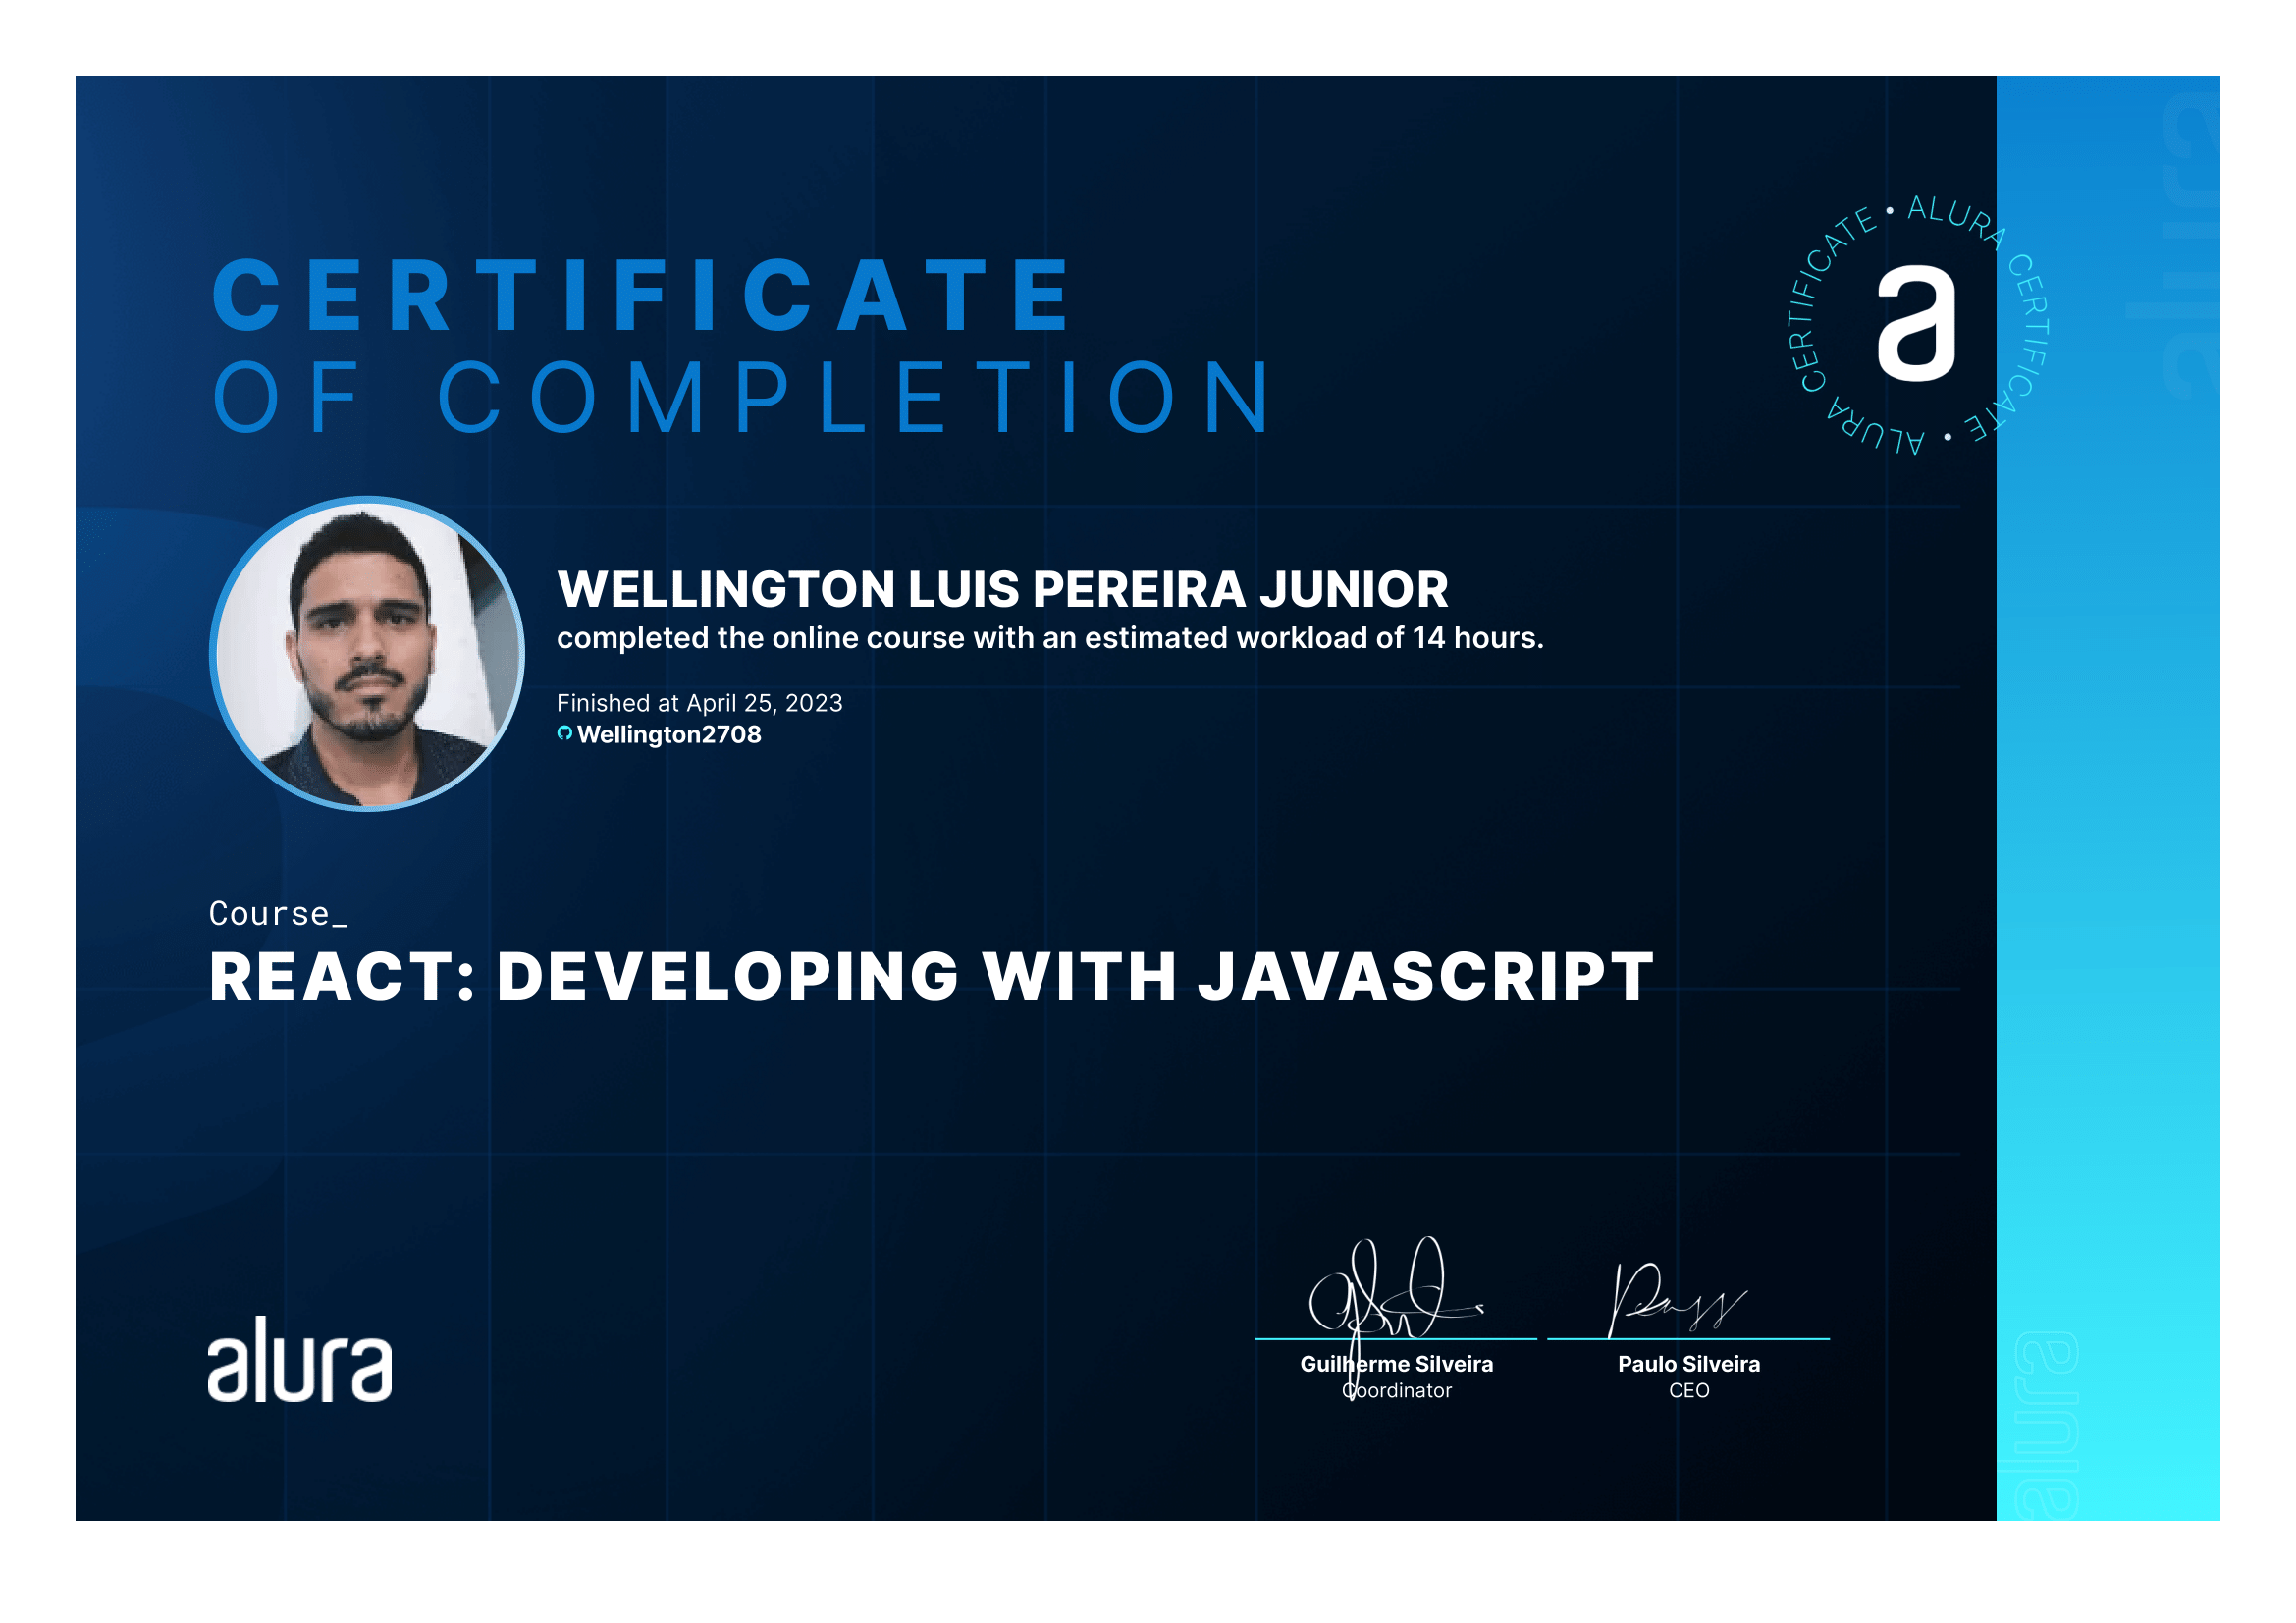 CERTIFICATE
OF COMPLETION
ALURA CERTIFICATE • ALURA CERTIFICATE •
a
alura
WELLINGTON LUIS PEREIRA JUNIOR
completed the online course with an estimated workload of 14 hours.
Finished at April 25, 2023
Wellington2708
Course_
REACT: DEVELOPING WITH JAVASCRIPT
alura
Guilherme Silveira
Coordinator
Paulo Silveira
CEO
alura